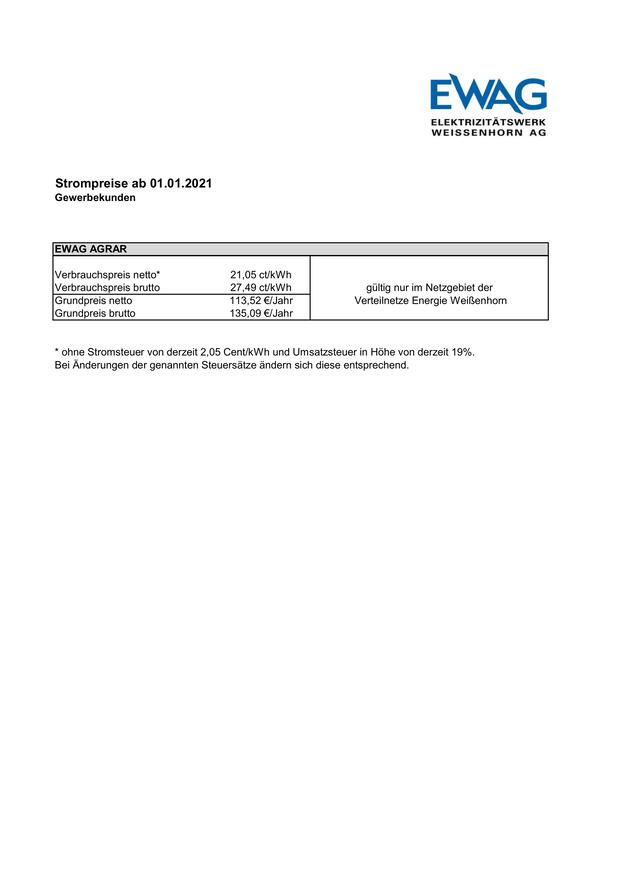 EWAG
ELEKTRIZITÄTSWERK
WEISSENHORN AG
Strompreise ab 01.01.2021
Gewerbekunden
EWAG AGRAR
Verbrauchspreis netto* 21,05 ct/kWh
Verbrauchspreis brutto 27,49 ct/kWh
Grundpreis netto 113,52 €/Jahr
Grundpreis brutto 135,09 €/Jahr
gültig nur im Netzgebiet der
Verteilnetze Energie Weißenhorn
* ohne Stromsteuer von derzeit 2,05 Cent/kWh und Umsatzsteuer in Höhe von derzeit 19%.
Bei Änderungen der genannten Steuersätze ändern sich diese entsprechend.